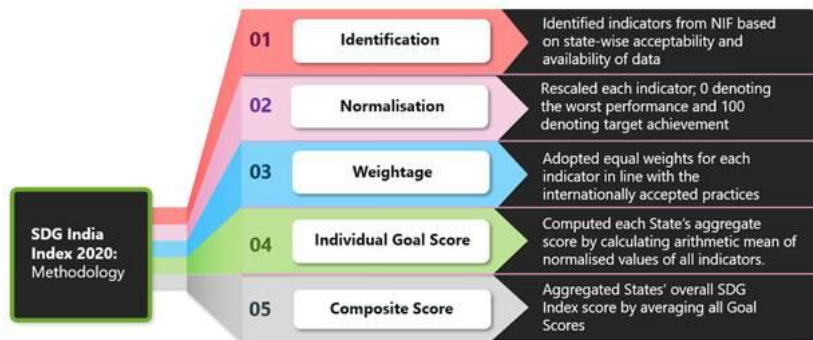 SDG India
Index 2020:
Methodology
01
Identification
Identified indicators from NIF based
on state-wise acceptability and
availability of data
02
Normalisation
Rescaled each indicator; 0 denoting
the worst performance and 100
denoting target achievement
03
Weightage
Adopted equal weights for each
indicator in line with the
internationally accepted practices
04
Individual Goal Score
Computed each State's aggregate
score by calculating arithmetic mean of
normalised values of all indicators.
05
Composite Score
Aggregated States' overall SDG
Index score by averaging all Goal
Scores